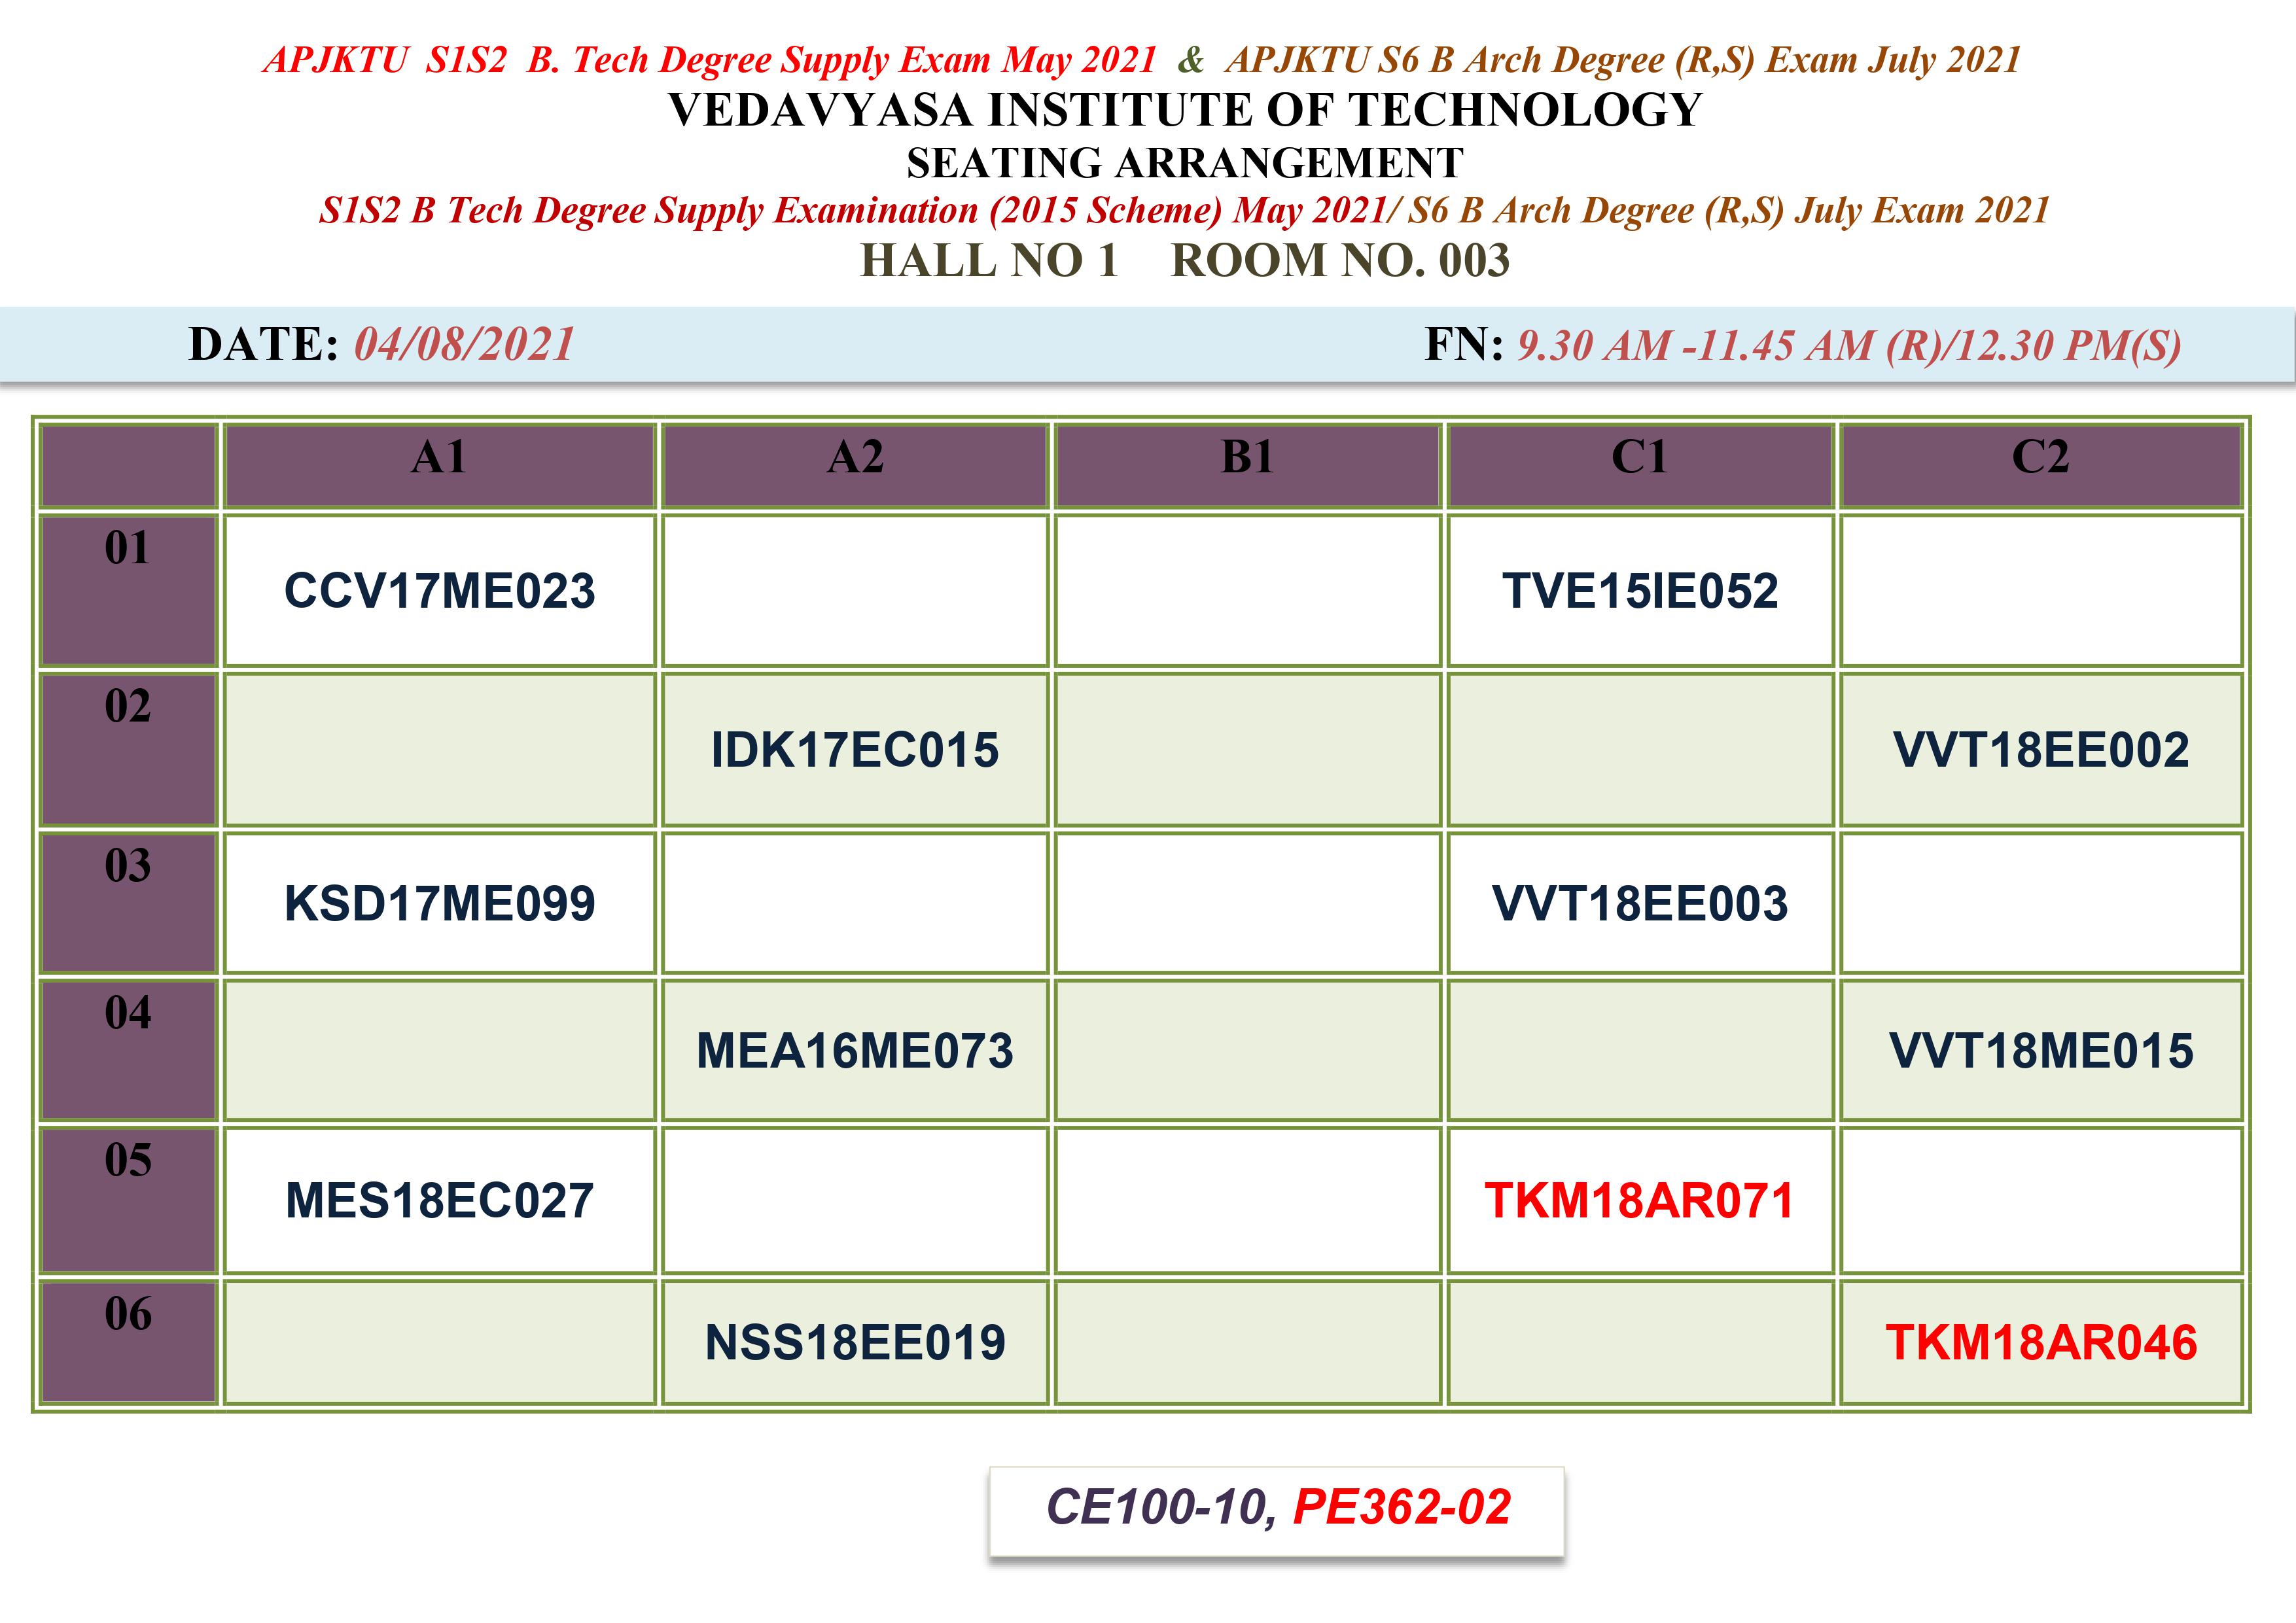 APJKTU S1S2 B. Tech Degree Supply Exam May 2021 & APJKTU S6 B Arch Degree (R,S) Exam July 2021
VEDAVYASA INSTITUTE OF TECHNOLOGY
SEATING ARRANGEMENT
S1S2 B Tech Degree Supply Examination (2015 Scheme) May 2021/ S6 B Arch Degree (R,S) July Exam 2021
HALL NO 1 ROOM NO. 003
DATE: 04/08/2021 FN: 9.30 AM -11.45 AM (R)/12.30 PM(S)
A1 A2 B1 C1 C2
01 CCV17ME023 TVE15IE052
02 IDK17EC015 VVT18EE002
03 KSD17ME099 VVT18EE003
04 MEA16ME073 VVT18ME015
05 MES18EC027 TKM18AR071
06 NSS18EE019 TKM18AR046
CE100-10, PE362-02